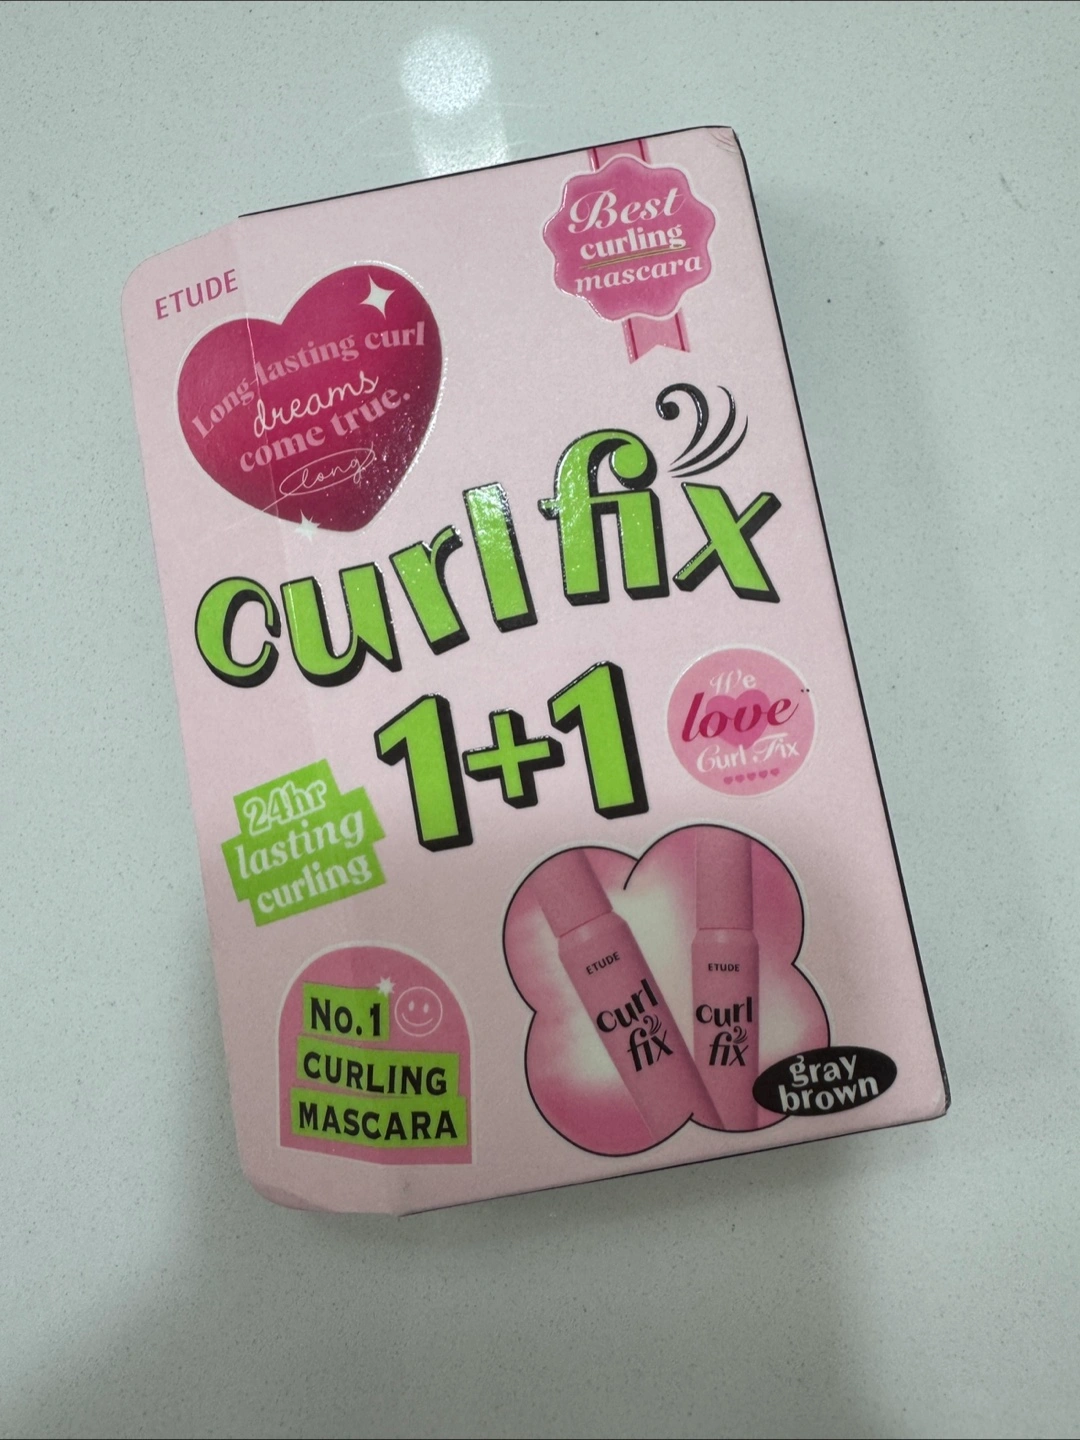 ETUDE
Best
curling
mascara
Long-lasting curl
dreams
come true.
long
curl fix
1+1
We
love
Curl Fix
24hr
lasting
curling
No.1
CURLING
MASCARA
ETUDE
curl
fix
ETUDE
curl
fix
gray
brown